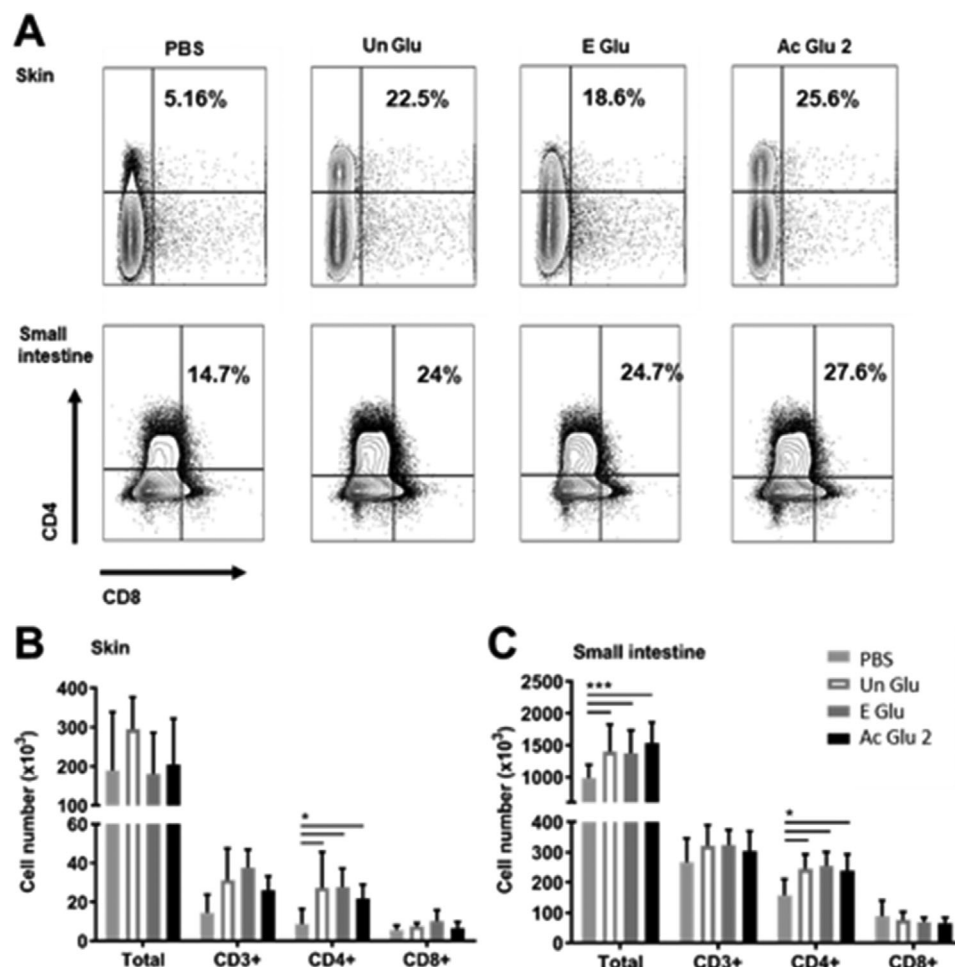 A
PBS
Un Glu
E Glu
Ac Glu 2
Skin
5.16%
22.5%
18.6%
25.6%
Small
intestine
14.7%
24%
24.7%
27.6%
CD4
CD8
B
Skin
Cell number (x10³)
400
300
200
100
60
40
20
0
*
Total
CD3+
CD4+
CD8+
C
Small intestine
Cell number (x10³)
2500
2000
1500
1000
400
300
200
100
0
***
*
Total
CD3+
CD4+
CD8+
PBS
Un Glu
E Glu
Ac Glu 2